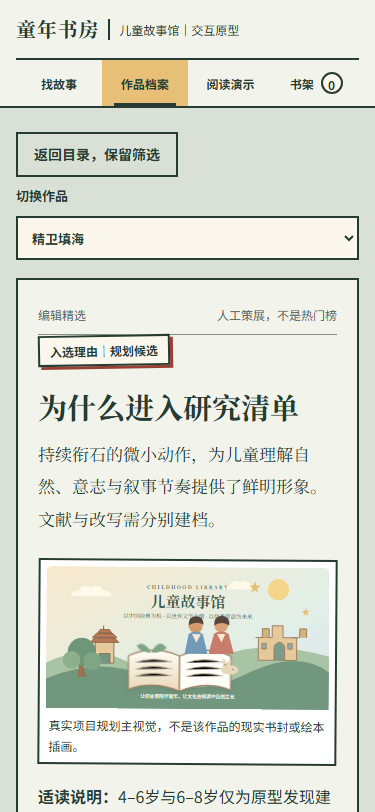 童年书房 儿童故事馆｜交互原型
找故事 作品档案 阅读演示 书架 0
返回目录，保留筛选
切换作品
精卫填海
编辑精选 人工策展，不是热门榜
入选理由｜规划候选
为什么进入研究清单
持续衔石的微小动作，为儿童理解自
然、意志与叙事节奏提供了鲜明形象。
文献与改写需分别建档。
CHILDHOOD LIBRARY
儿童故事馆
真实项目规划主视觉，不是该作品的现实书封或绘本
插画。
适读说明：4–6岁与6–8岁仅为原型发现建